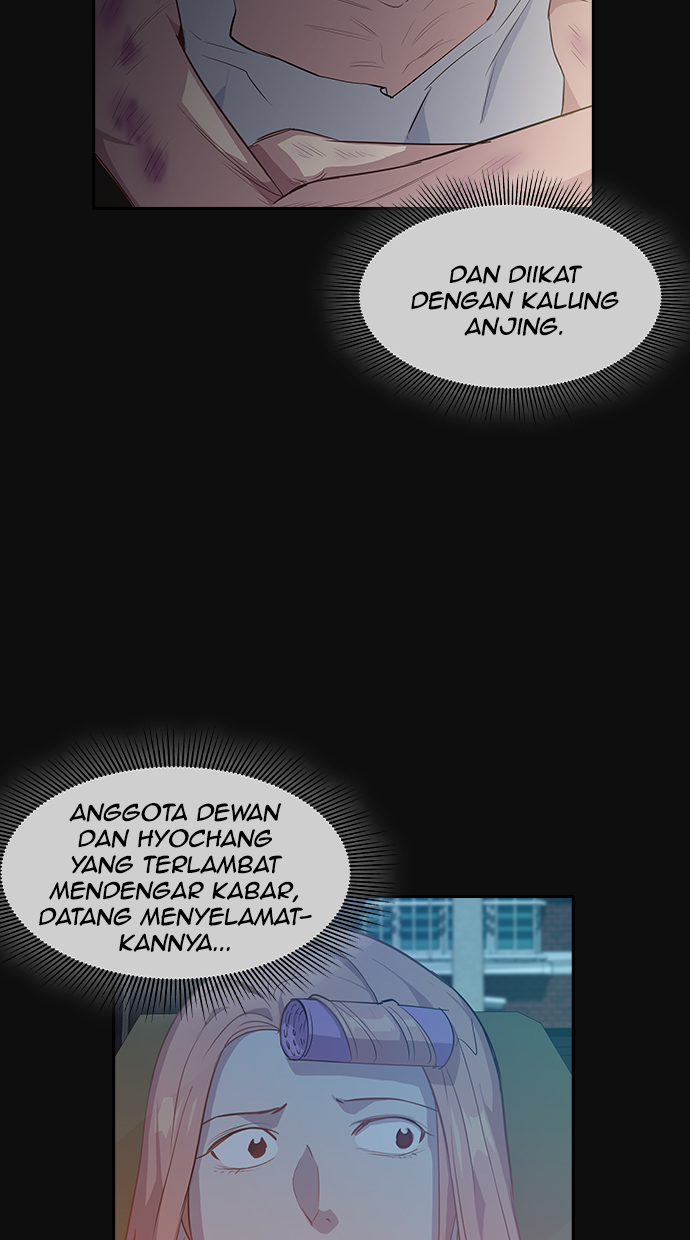 DAN DIIKAT
DENGAN KALUNG
ANJING.
ANGGOTA DEWAN
DAN HYOCHANG
YANG TERLAMBAT
MENDENGAR KABAR,
DATANG MENYELAMAT-
KANNYA...